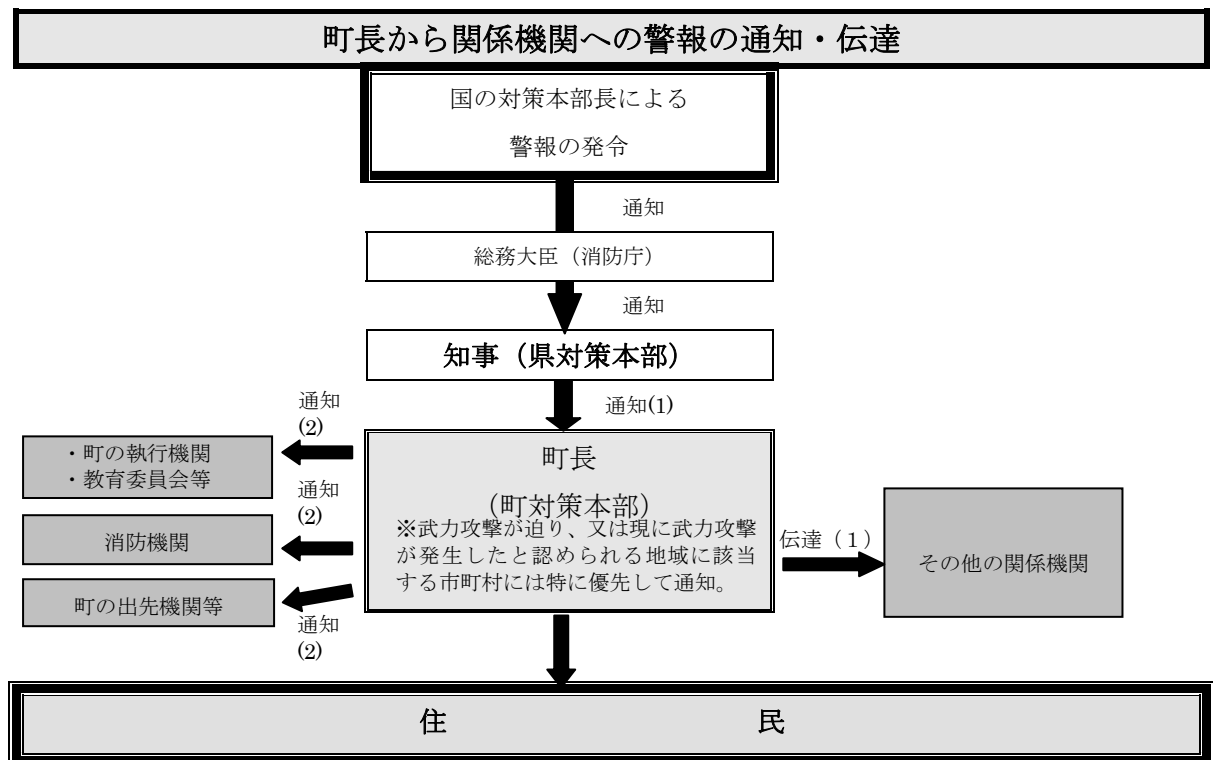 町長から関係機関への警報の通知・伝達
国の対策本部長による
警報の発令
通知
総務大臣（消防庁）
通知
知事（県対策本部）
通知(1)
通知
(2)
・町の執行機関
・教育委員会等
通知
(2)
消防機関
町の出先機関等
通知
(2)
町長
（町対策本部）
※武力攻撃が迫り、又は現に武力攻撃
が発生したと認められる地域に該当
する市町村には特に優先して通知。
伝達（１）
その他の関係機関
住　　　　　民